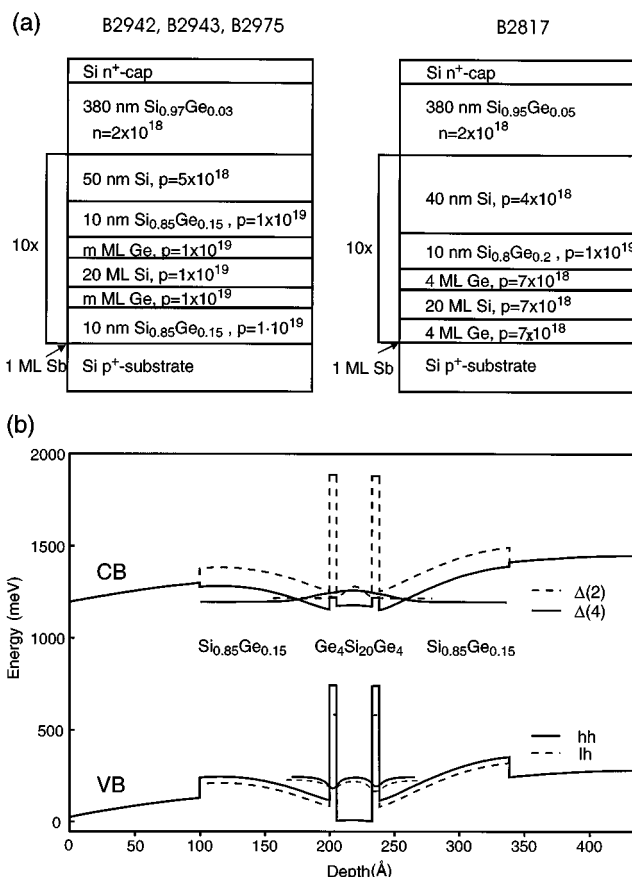 (a)
B2942, B2943, B2975
Si n⁺-cap
380 nm Si₀.₉₇Ge₀.₀₃
n=2x10¹⁸
50 nm Si, p=5x10¹⁸
10 nm Si₀.₈₅Ge₀.₁₅ , p=1x10¹⁹
m ML Ge, p=1x10¹⁹
20 ML Si, p=1x10¹⁹
m ML Ge, p=1x10¹⁹
10 nm Si₀.₈₅Ge₀.₁₅ , p=1·10¹⁹
Si p⁺-substrate
10x
1 ML Sb
B2817
Si n⁺-cap
380 nm Si₀.₉₅Ge₀.₀₅
n=2x10¹⁸
40 nm Si, p=4x10¹⁸
10 nm Si₀.₈Ge₀.₂ , p=1x10¹⁹
4 ML Ge, p=7x10¹⁸
20 ML Si, p=7x10¹⁸
4 ML Ge, p=7x10¹⁸
Si p⁺-substrate
10x
1 ML Sb
(b)
2000
1500
1000
500
0
Energy (meV)
CB
Δ(2)
Δ(4)
Si₀.₈₅Ge₀.₁₅ Ge₄Si₂₀Ge₄ Si₀.₈₅Ge₀.₁₅
hh
lh
VB
0 50 100 150 200 250 300 350 400
Depth(Å)